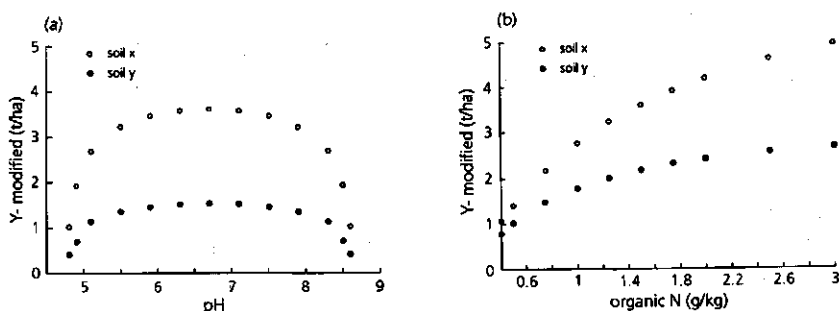 (a)
soil x
soil y
Y- modified (t/ha)
5
4
3
2
1
0
5
6
7
8
9
pH
(b)
soil x
soil y
Y- modified (t/ha)
5
4
3
2
1
0
0.6
1
1.4
1.8
2.2
2.6
3
organic N (g/kg)